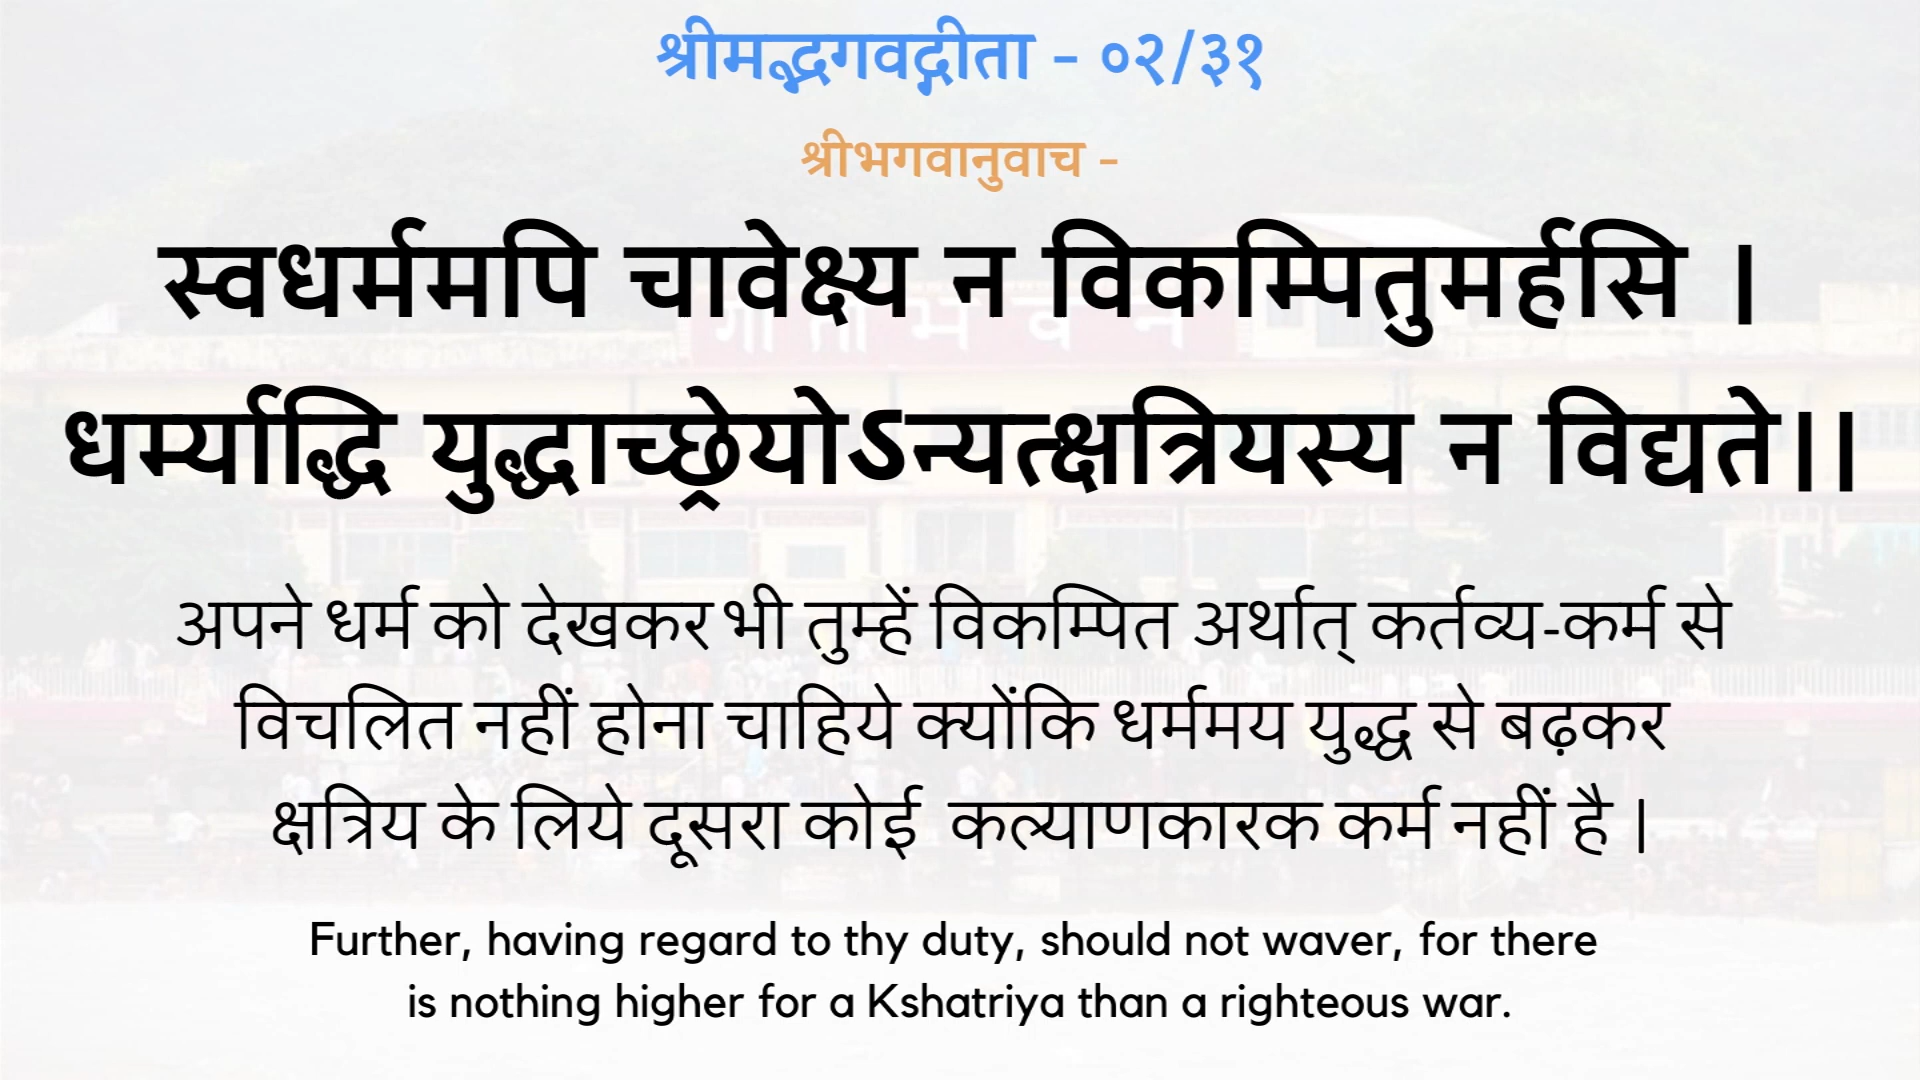 श्रीमद्भगवद्गीता - ०२/३१
श्रीभगवानुवाच -
स्वधर्ममपि चावेक्ष्य न विकम्पितुमर्हसि ।
गीता भवन
धर्म्याद्धि युद्धाच्छ्रेयोऽन्यत्क्षत्रियस्य न विद्यते।।
अपने धर्म को देखकर भी तुम्हें विकम्पित अर्थात् कर्तव्य-कर्म से
विचलित नहीं होना चाहिये क्योंकि धर्ममय युद्ध से बढ़कर
क्षत्रिय के लिये दूसरा कोई कल्याणकारक कर्म नहीं है ।
Further, having regard to thy duty, should not waver, for there
is nothing higher for a Kshatriya than a righteous war.